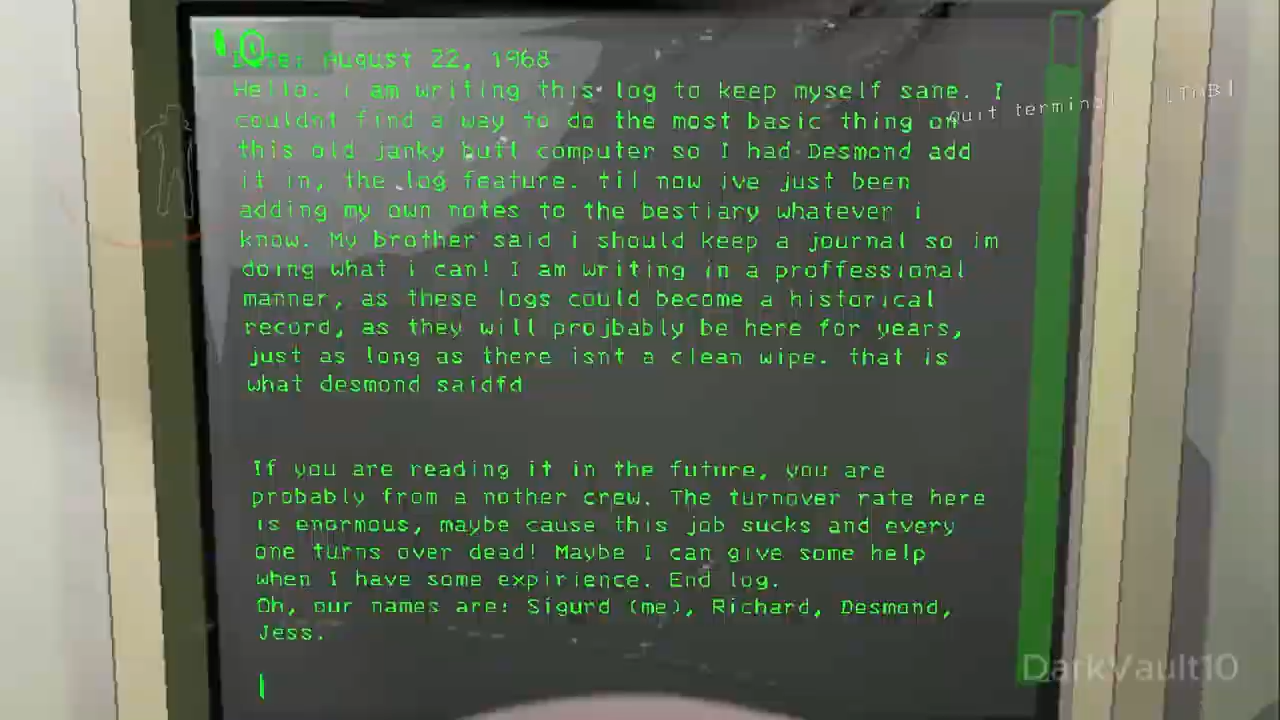 Date: August 22, 1968
Hello. i am writing this log to keep myself sane. I
couldnt find a way to do the most basic thing on
this old janky butt computer so I had Desmond add
it in, the log feature. til now ive just been
adding my own notes to the bestiary whatever i
know. My brother said i should keep a journal so im
doing what i can! I am writing in a proffessional
manner, as these logs could become a historical
record, as they will projbably be here for years,
just as long as there isnt a clean wipe. that is
what desmond saidfd
If you are reading it in the future, you are
probably from a nother crew. The turnover rate here
is enormous, maybe cause this job sucks and every
one turns over dead! Maybe I can give some help
when I have some expirience. End log.
Oh, our names are: Sigurd (me), Richard, Desmond,
Jess.
Quit terminal [TAB]
DarkVault10